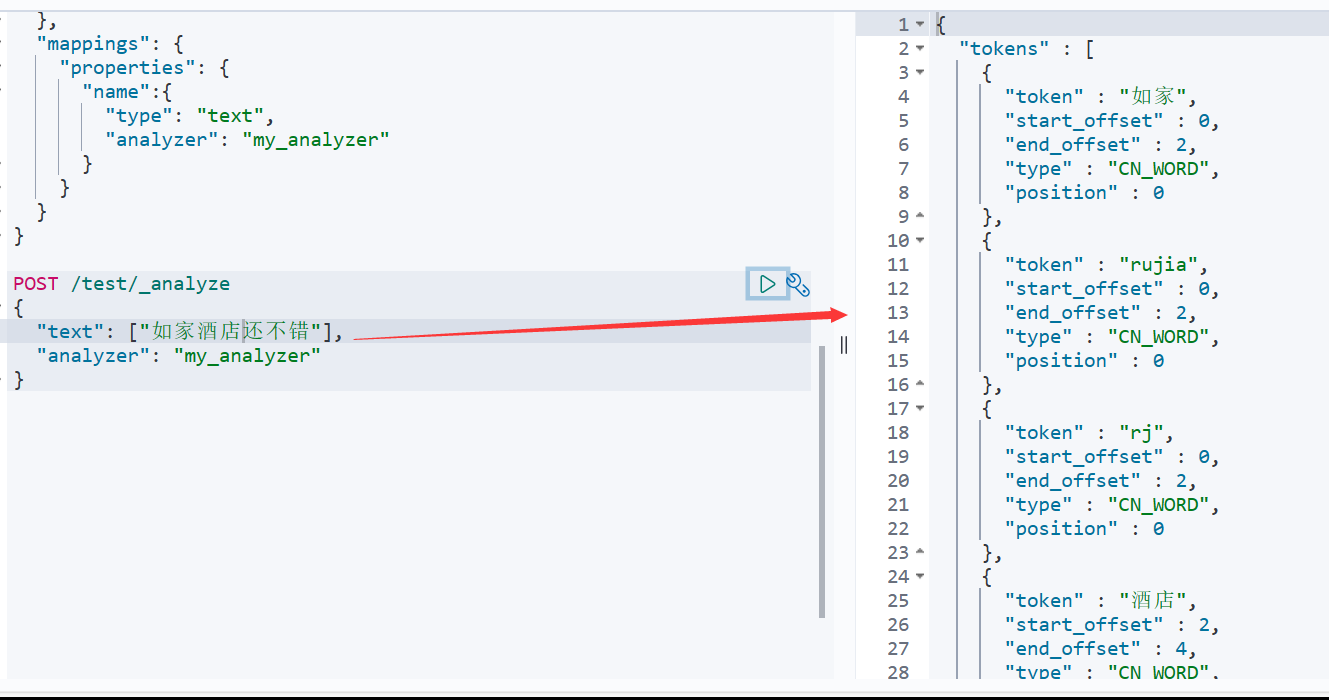 },
"mappings": {
"properties": {
"name":{
"type": "text",
"analyzer": "my_analyzer"
}
}
}
}
POST /test/_analyze
{
"text": ["如家酒店还不错"],
"analyzer": "my_analyzer"
}
1 {
2 "tokens" : [
3 {
4 "token" : "如家",
5 "start_offset" : 0,
6 "end_offset" : 2,
7 "type" : "CN_WORD",
8 "position" : 0
9 },
10 {
11 "token" : "rujia",
12 "start_offset" : 0,
13 "end_offset" : 2,
14 "type" : "CN_WORD",
15 "position" : 0
16 },
17 {
18 "token" : "rj",
19 "start_offset" : 0,
20 "end_offset" : 2,
21 "type" : "CN_WORD",
22 "position" : 0
23 },
24 {
25 "token" : "酒店",
26 "start_offset" : 2,
27 "end_offset" : 4,
28 "type" : "CN_WORD",